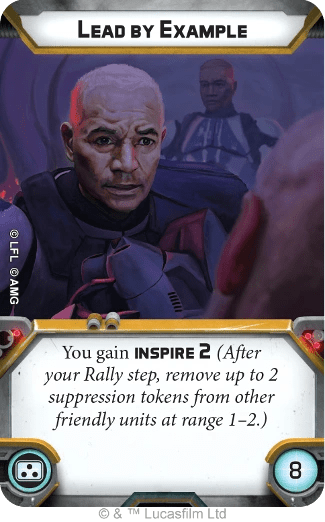 Lead by Example
© LFL © AMG
You gain INSPIRE 2 (After
your Rally step, remove up to 2
suppression tokens from other
friendly units at range 1–2.)
8
© & ™ Lucasfilm Ltd